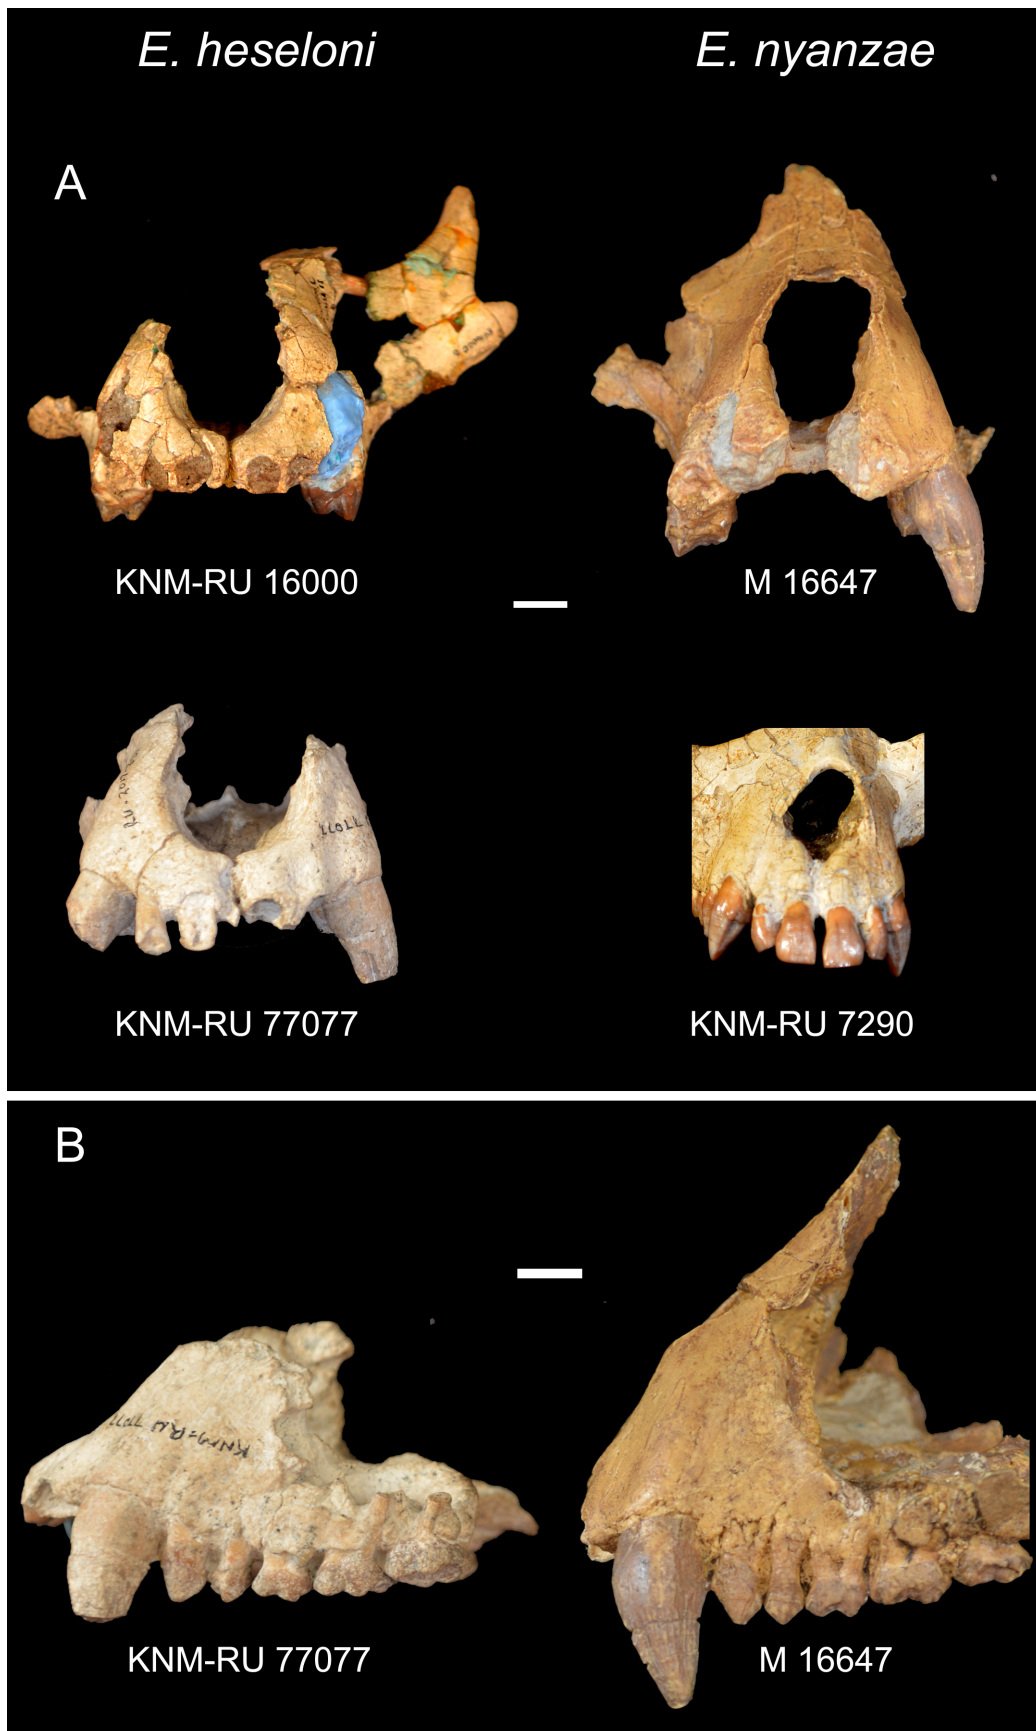 E. heseloni
E. nyanzae
A
KNM-RU 16000
M 16647
KNM-RU 77077
KNM-RU 7290
B
KNM-RU 77077
M 16647